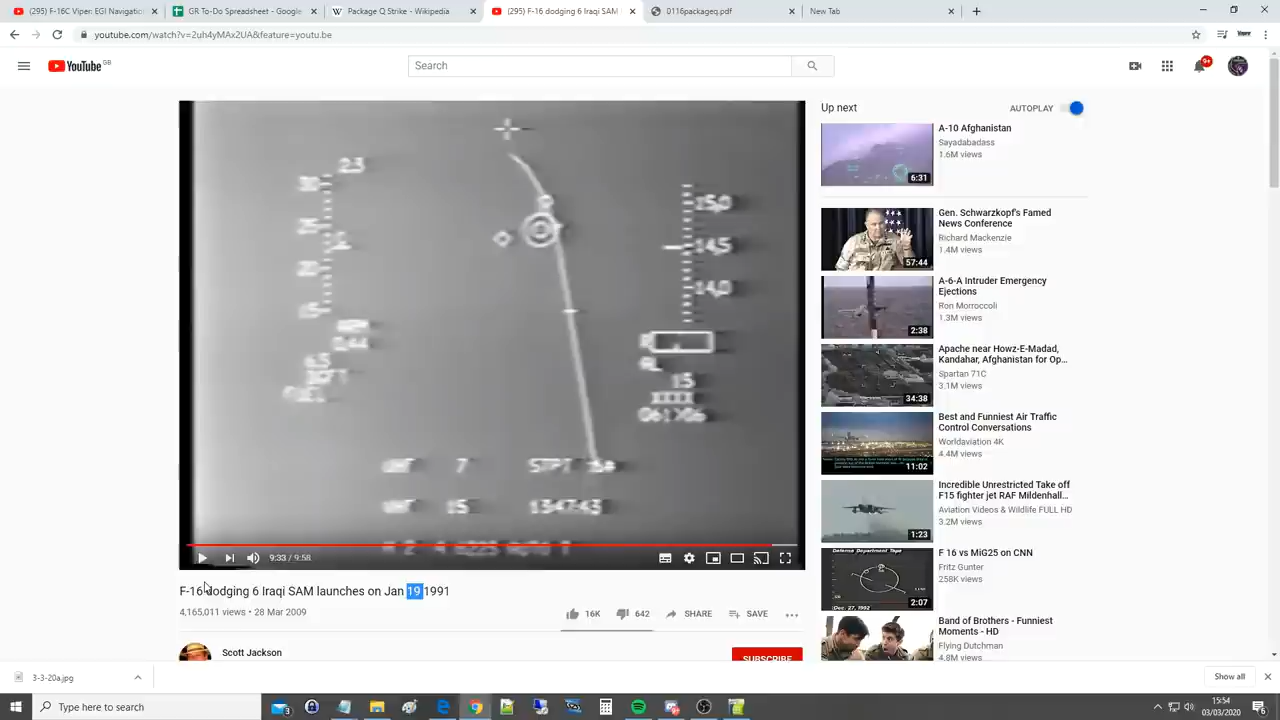 (295) F-16C Viper: EGI Navigati
GR To-Do Spreadsheet - Google S
Package Q Strike - Wikipedia
(295) F-16 dodging 6 Iraqi SAM l
0116packageq.pdf
New Tab
youtube.com/watch?v=2uh4yMAx2UA&feature=youtu.be
YouTube GB
Search
9+
Up next
AUTOPLAY
A-10 Afghanistan
Sayadabadass
1.6M views
6:31
Gen. Schwarzkopf's Famed
News Conference
Richard Mackenzie
1.4M views
57:44
A-6-A Intruder Emergency
Ejections
Ron Morroccoli
1.3M views
2:38
Apache near Howz-E-Madad,
Kandahar, Afghanistan for Op...
Spartan 71C
3.1M views
34:38
Best and Funniest Air Traffic
Control Conversations
Worldaviation 4K
4.4M views
11:02
Incredible Unrestricted Take off
F15 fighter jet RAF Mildenhall...
Aviation Videos & Wildlife FULL HD
3.2M views
1:23
F 16 vs MiG25 on CNN
Fritz Gunter
258K views
Defense Department Tape
Dec. 27, 1992
2:07
Band of Brothers - Funniest
Moments - HD
Flying Dutchman
4.8M views
9:33 / 9:58
F-16 dodging 6 Iraqi SAM launches on Jan 19 1991
4,165,011 views • 28 Mar 2009
16K
642
SHARE
SAVE
Scott Jackson
SUBSCRIBE
3-3-20a.jpg
Show all
Type here to search
15:54
03/03/2020